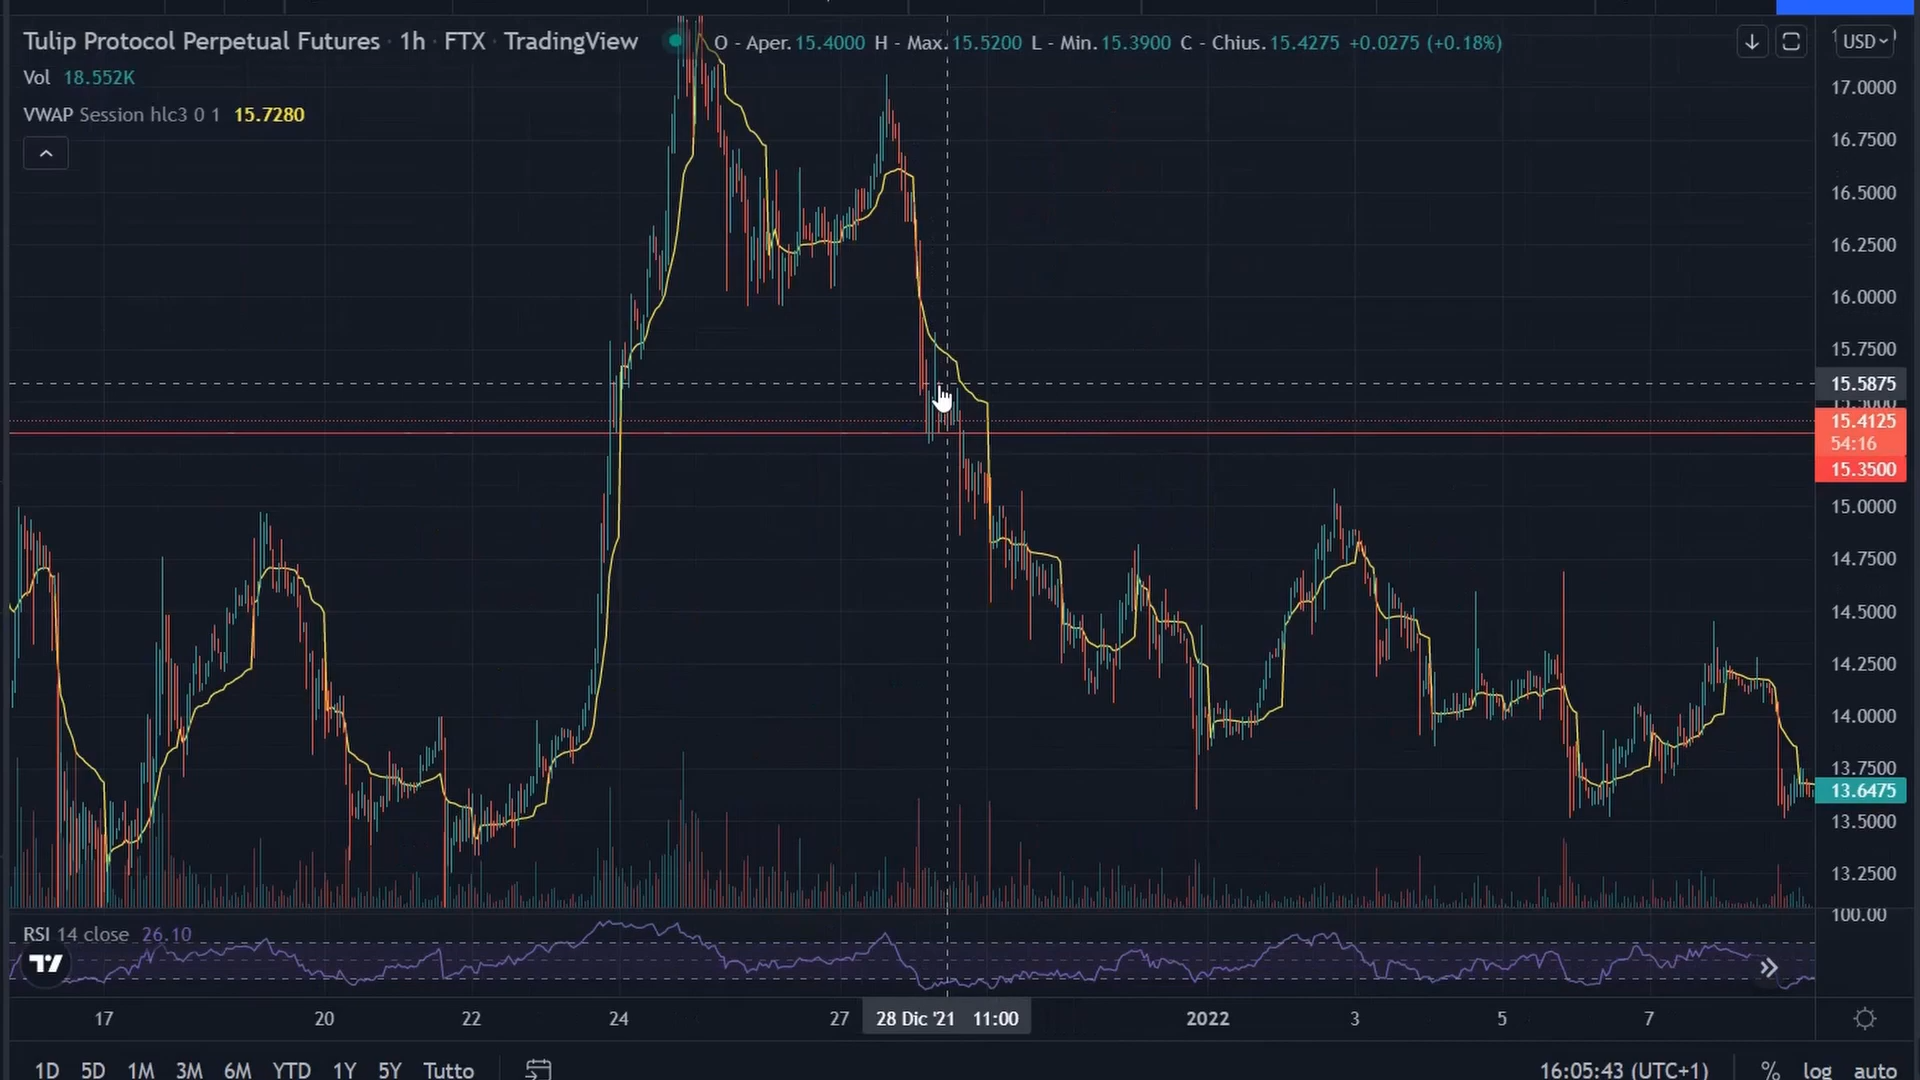 Tulip Protocol Perpetual Futures · 1h · FTX · TradingView O - Aper.15.4000 H - Max.15.5200 L - Min.15.3900 C - Chius.15.4275 +0.0275 (+0.18%)
USD
Vol 18.552K
VWAP Session hlc3 0 1 15.7280
17.0000
16.7500
16.5000
16.2500
16.0000
15.7500
15.5875
15.4125
54:16
15.3500
15.0000
14.7500
14.5000
14.2500
14.0000
13.7500
13.6475
13.5000
13.2500
100.00
RSI 14 close 26.10
17 20 22 24 27 28 Dic '21 11:00 2022 3 5 7
1D 5D 1M 3M 6M YTD 1Y 5Y Tutto 16:05:43 (UTC+1) % log auto